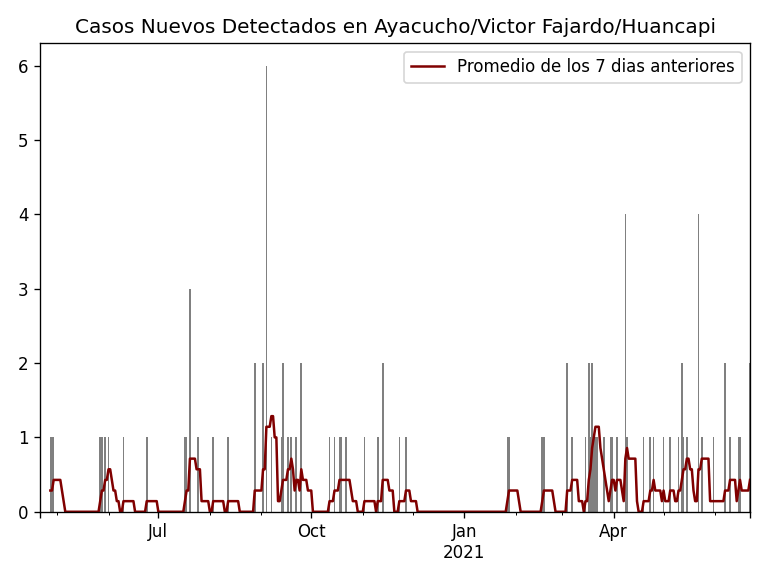 Casos Nuevos Detectados en Ayacucho/Victor Fajardo/Huancapi
Promedio de los 7 dias anteriores
6
5
4
3
2
1
0
Jul
Oct
Jan
2021
Apr